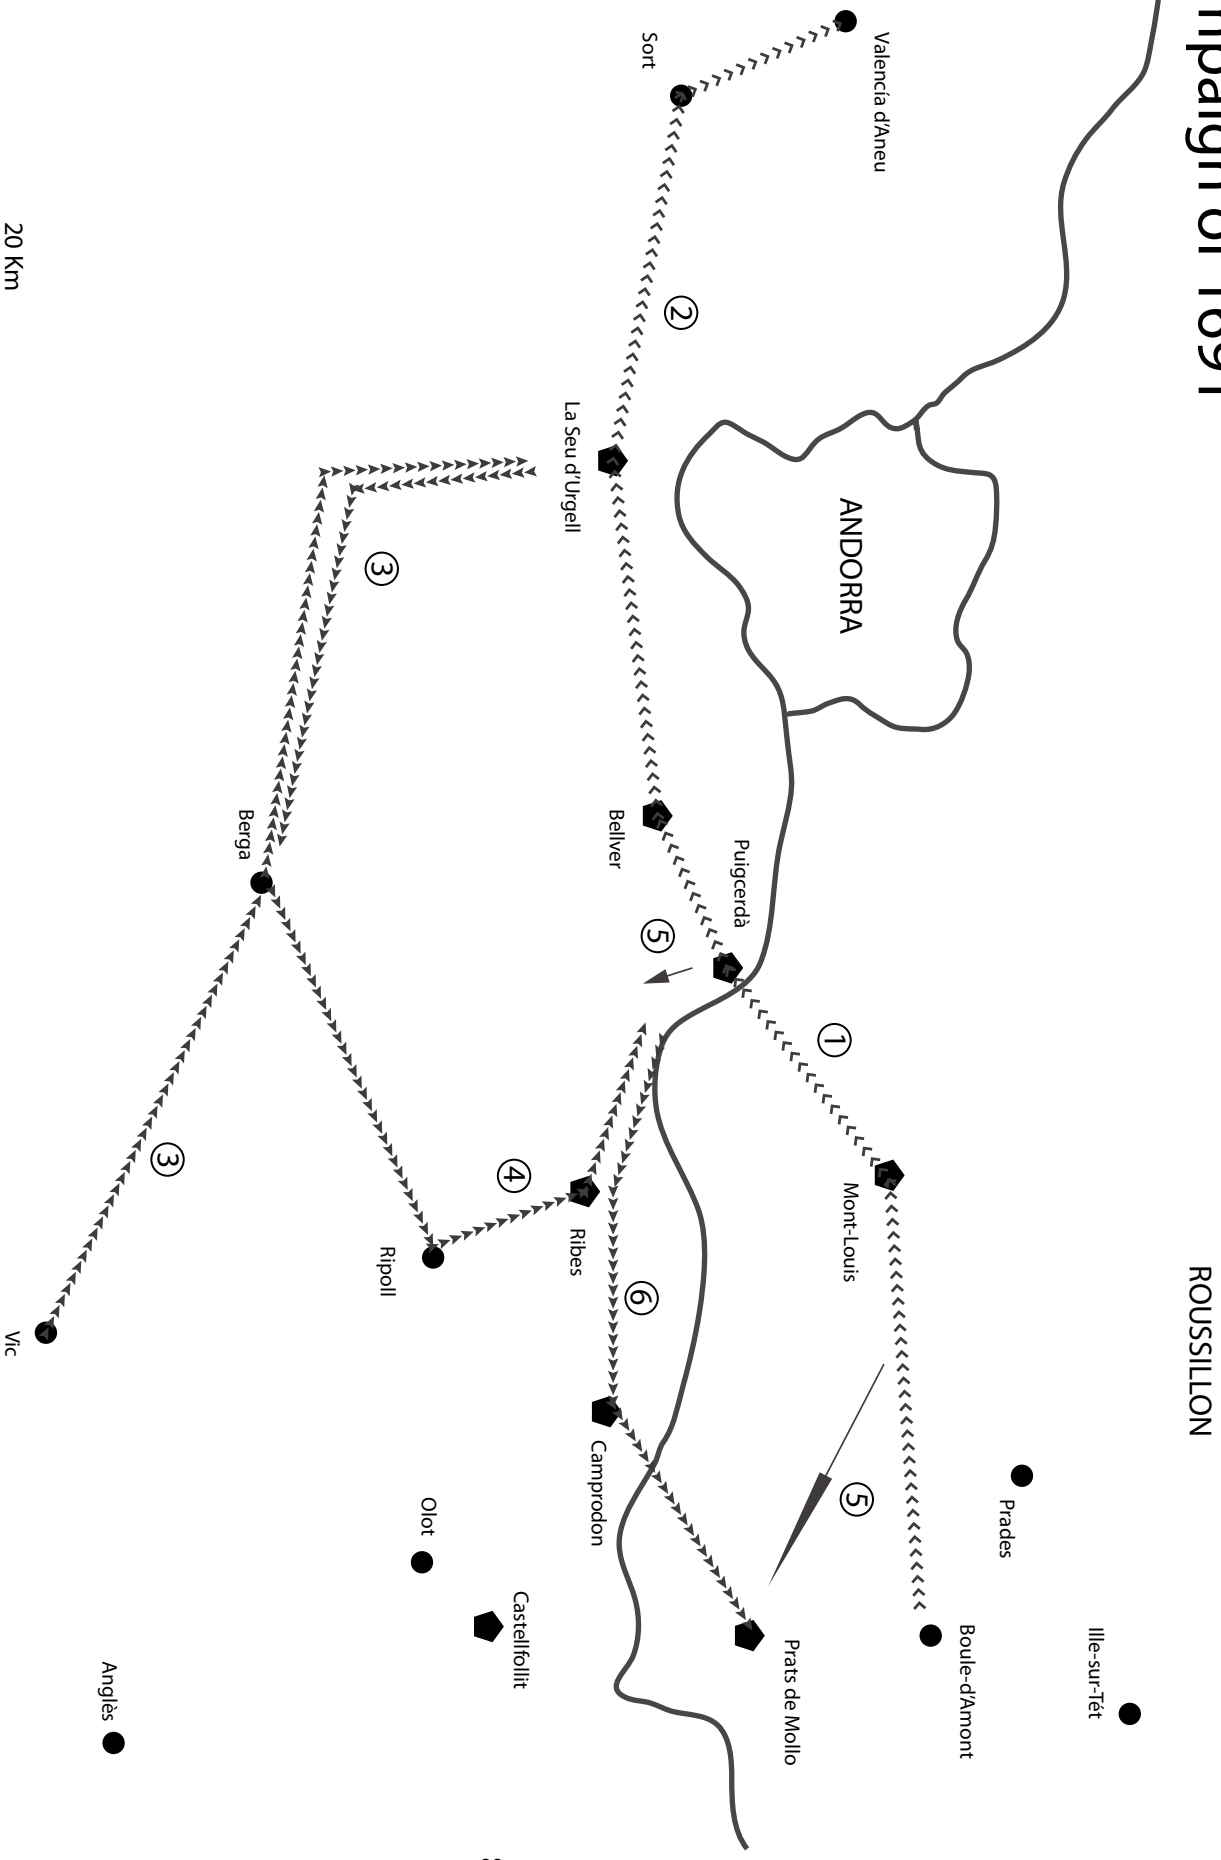 mpaign of 1691
ROUSSILLON
Ille-sur-Tét
Prades
Valencía d'Aneu
ANDORRA
Boule-d'Amont
①
Mont-Louis
⑤
Puigcerdà
Prats de Mollo
Sort
②
⑤
Bellver
⑥
La Seu d'Urgell
Ribes
Camprodon
④
Castellfollit
③
Ripoll
Olot
Berga
③
Anglès
20 Km
Vic